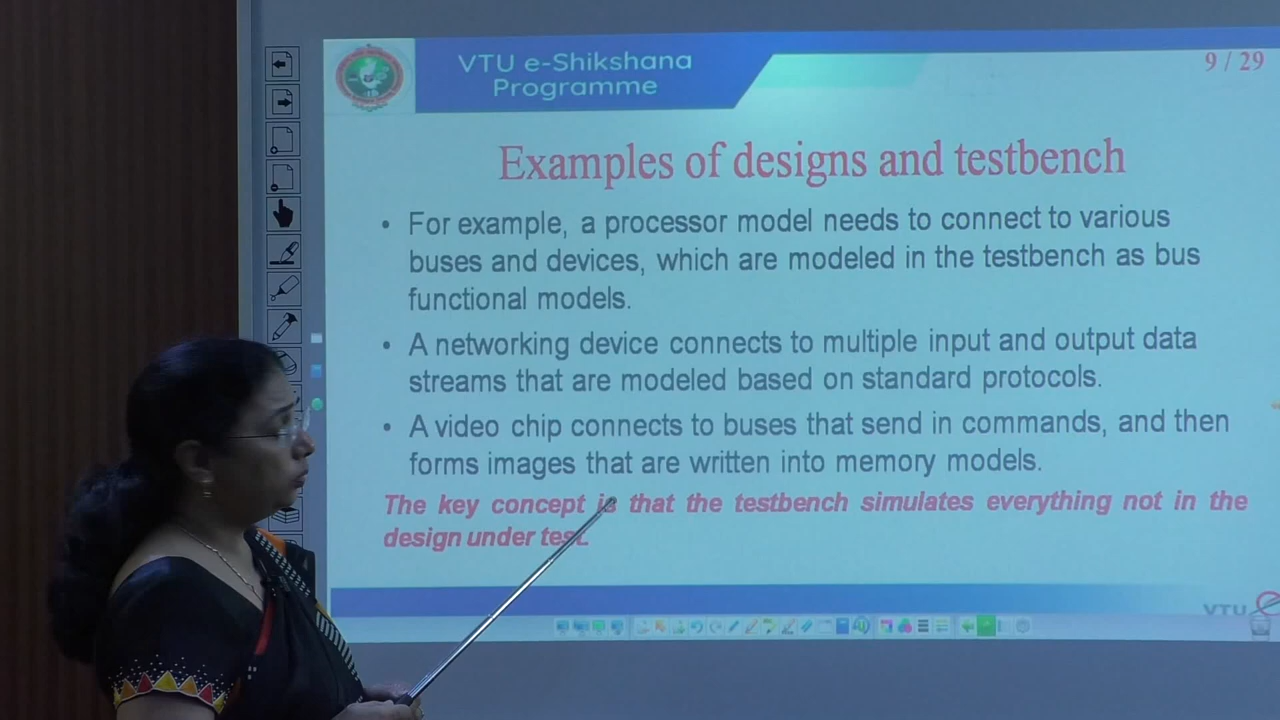 VTU e-Shikshana
Programme
9 / 29
Examples of designs and testbench
• For example, a processor model needs to connect to various
buses and devices, which are modeled in the testbench as bus
functional models.
• A networking device connects to multiple input and output data
streams that are modeled based on standard protocols.
• A video chip connects to buses that send in commands, and then
forms images that are written into memory models.
The key concept is that the testbench simulates everything not in the
design under test.
VTU